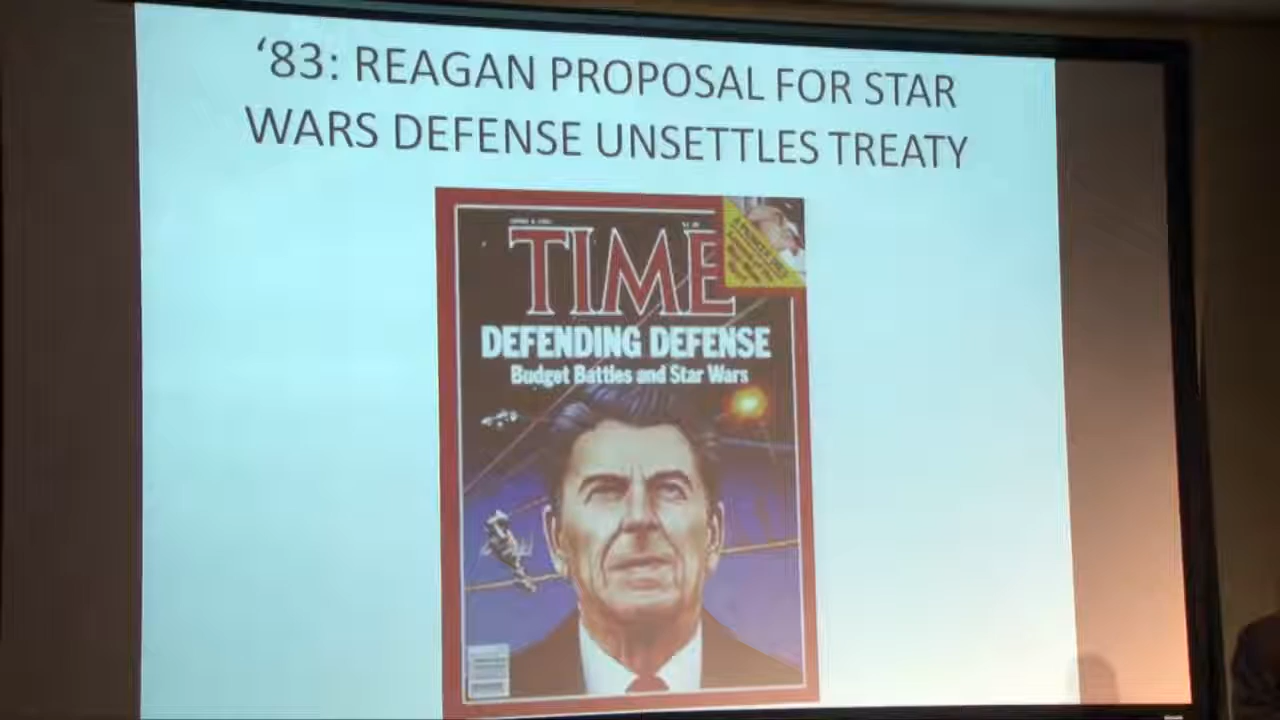 ‘83: REAGAN PROPOSAL FOR STAR
WARS DEFENSE UNSETTLES TREATY
TIME
DEFENDING DEFENSE
Budget Battles and Star Wars